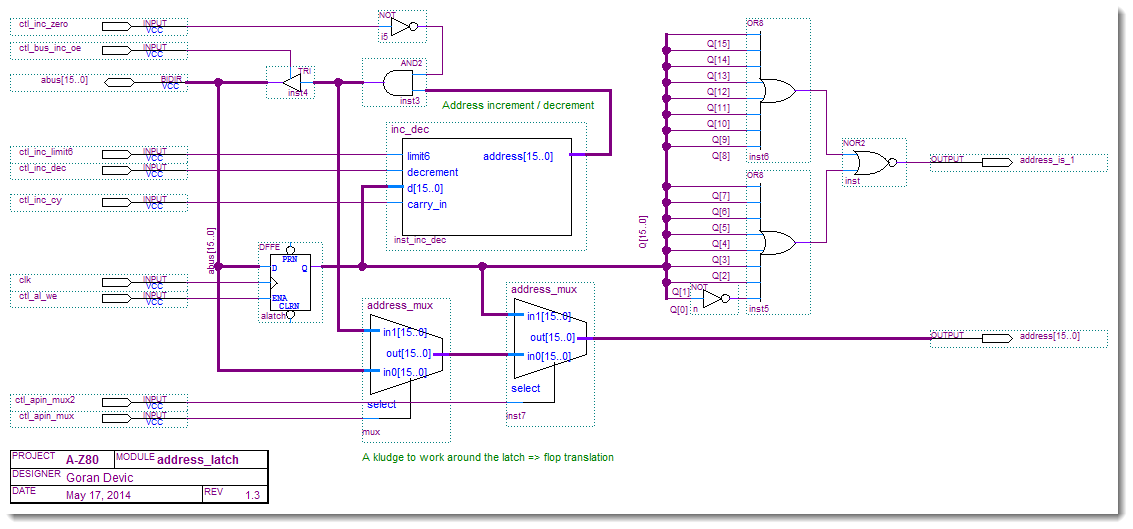 ctl_inc_zero INPUT VCC
NOT
i5
ctl_bus_inc_oe INPUT VCC
abus[15..0] BIDIR VCC
TRI
inst4
AND2
inst3
Address increment / decrement
inc_dec
limit6 address[15..0]
decrement
d[15..0]
carry_in
inst_inc_dec
ctl_inc_limit6 INPUT VCC
ctl_inc_dec INPUT VCC
ctl_inc_cy INPUT VCC
abus[15..0]
DFFE
PRN
D Q
ENA
CLRN
alatch
clk INPUT VCC
ctl_al_we INPUT VCC
address_mux
in1[15..0]
out[15..0]
in0[15..0]
select
mux
address_mux
in1[15..0]
out[15..0]
in0[15..0]
select
inst7
ctl_apin_mux2 INPUT VCC
ctl_apin_mux INPUT VCC
Q[15..0]
OR8
Q[15]
Q[14]
Q[13]
Q[12]
Q[11]
Q[10]
Q[9]
Q[8]
inst6
OR8
Q[7]
Q[6]
Q[5]
Q[4]
Q[3]
Q[2]
Q[1]
Q[0]
NOT
n
inst5
NOR2
inst
OUTPUT address_is_1
OUTPUT address[15..0]
A kludge to work around the latch => flop translation
PROJECT A-Z80 MODULE address_latch
DESIGNER Goran Devic
DATE May 17, 2014 REV 1.3